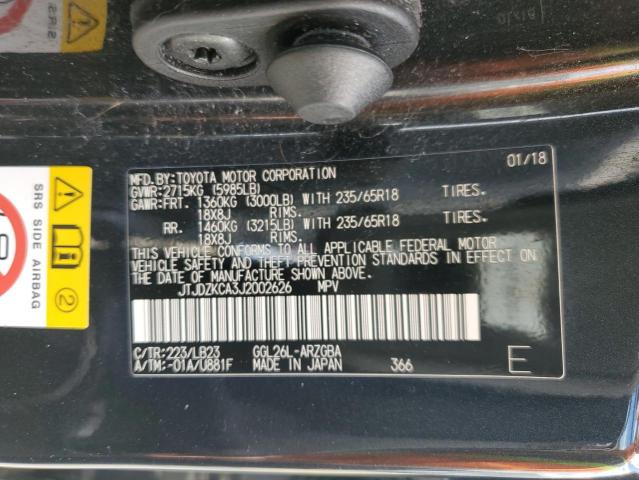 MFD.BY:TOYOTA MOTOR CORPORATION 01/18
GVWR:2715KG (5985LB)
GAWR:FRT. 1360KG (3000LB) WITH 235/65R18 TIRES.
18X8J RIMS.
RR. 1460KG (3215LB) WITH 235/65R18 TIRES.
18X8J RIMS.
THIS VEHICLE CONFORMS TO ALL APPLICABLE FEDERAL MOTOR
VEHICLE SAFETY AND THEFT PREVENTION STANDARDS IN EFFECT ON
THE DATE OF MANUFACTURE SHOWN ABOVE.
JTJDZKCA3J2002626 MPV
C/TR:223/LB23 GGL26L-ARZGBA
A/TM:-01A/U881F MADE IN JAPAN 366
E
SRS SIDE AIRBAG
2